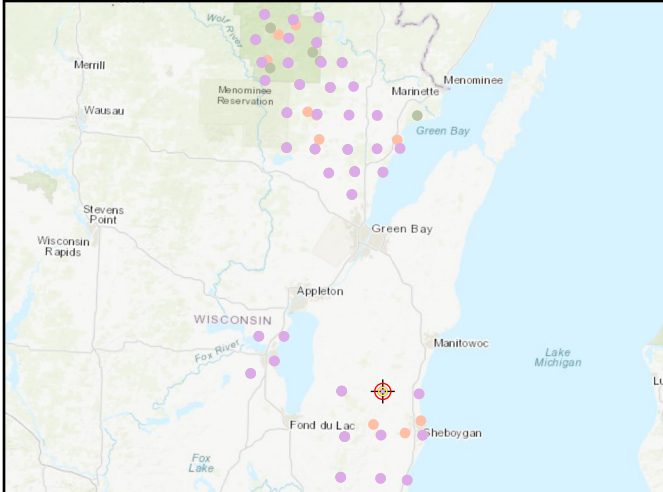 Wolf
River
Merrill
Menominee
Menominee
Reservation
Marinette
Wausau
Green Bay
Stevens
Point
Wisconsin
Rapids
Green Bay
Appleton
WISCONSIN
Fox River
Manitowoc
Lake
Michigan
Lu
Fond du Lac
Sheboygan
Fox
Lake